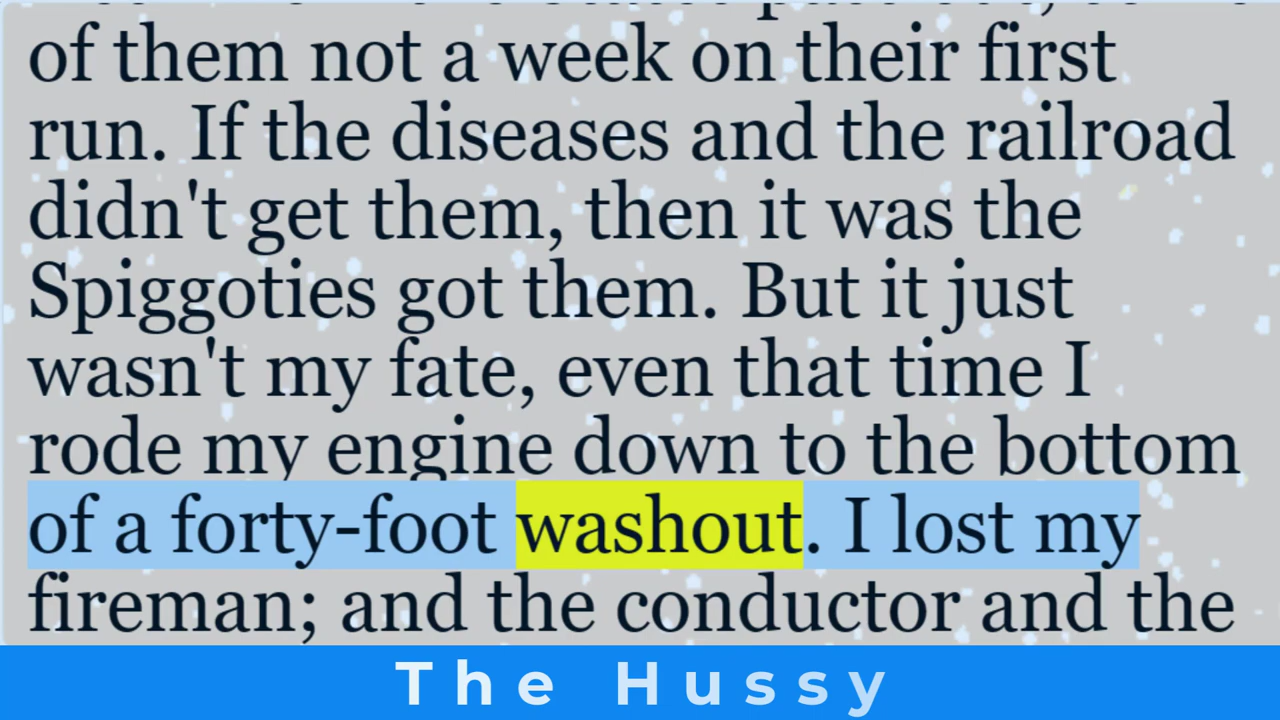 of them not a week on their first
run. If the diseases and the railroad
didn't get them, then it was the
Spiggoties got them. But it just
wasn't my fate, even that time I
rode my engine down to the bottom
of a forty-foot washout. I lost my
fireman; and the conductor and the
The Hussy